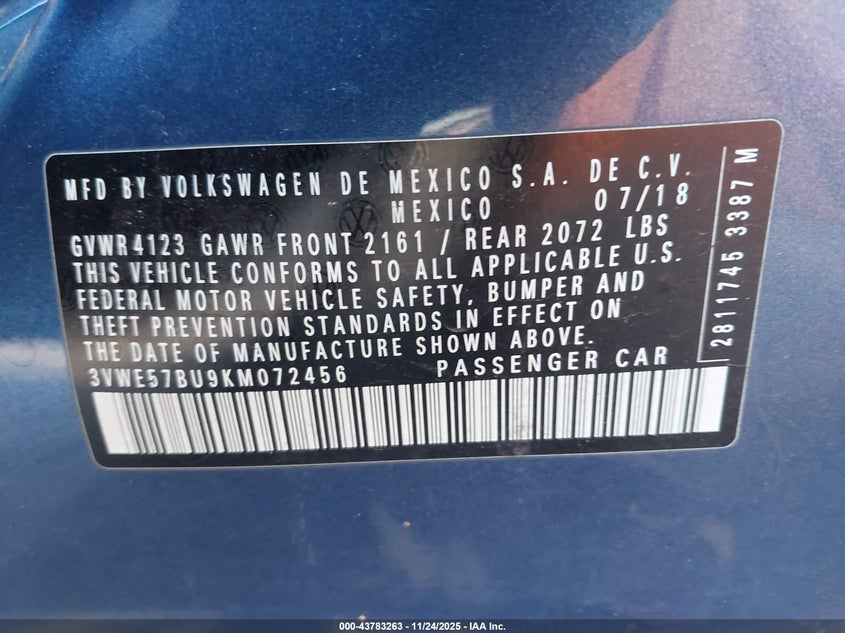 MFD BY VOLKSWAGEN DE MEXICO S.A. DE C.V.
MEXICO 07/18
GVWR4123 GAWR FRONT 2161 / REAR 2072 LBS
THIS VEHICLE CONFORMS TO ALL APPLICABLE U.S.
FEDERAL MOTOR VEHICLE SAFETY, BUMPER AND
THEFT PREVENTION STANDARDS IN EFFECT ON
THE DATE OF MANUFACTURE SHOWN ABOVE.
3VWE57BU9KM072456 PASSENGER CAR
2811745 3387 M
000-43783263 - 11/24/2025 - IAA Inc.